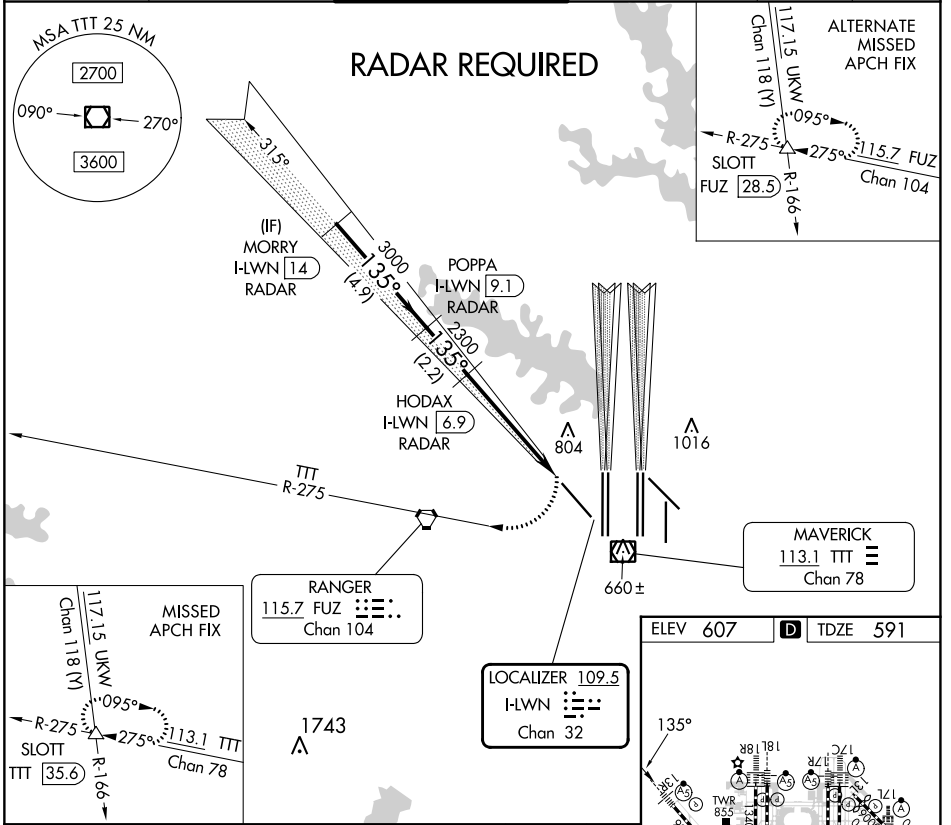 MSA TTT 25 NM
2700
090°
270°
3600
RADAR REQUIRED
ALTERNATE
MISSED
APCH FIX
117.15 UKW
Chan 118 (Y)
095°
R-275
275°
115.7 FUZ
Chan 104
SLOTT
FUZ 28.5
R-166
315°
(IF)
MORRY
I-LWN 14
RADAR
3000
135°
(4.9)
POPPA
I-LWN 9.1
RADAR
2300
135°
(2.2)
HODAX
I-LWN 6.9
RADAR
804
1016
TTT
R-275
MAVERICK
113.1 TTT
Chan 78
660 ±
RANGER
115.7 FUZ
Chan 104
LOCALIZER 109.5
I-LWN
Chan 32
MISSED
APCH FIX
117.15 UKW
Chan 118 (Y)
095°
R-275
275°
113.1 TTT
Chan 78
SLOTT
TTT 35.6
R-166
1743
ELEV 607
D
TDZE 591
135°
18R
18L
17R
17C
17L
13R
A
A5
A5
A
A5
A
P
P
P
P
TWR
855